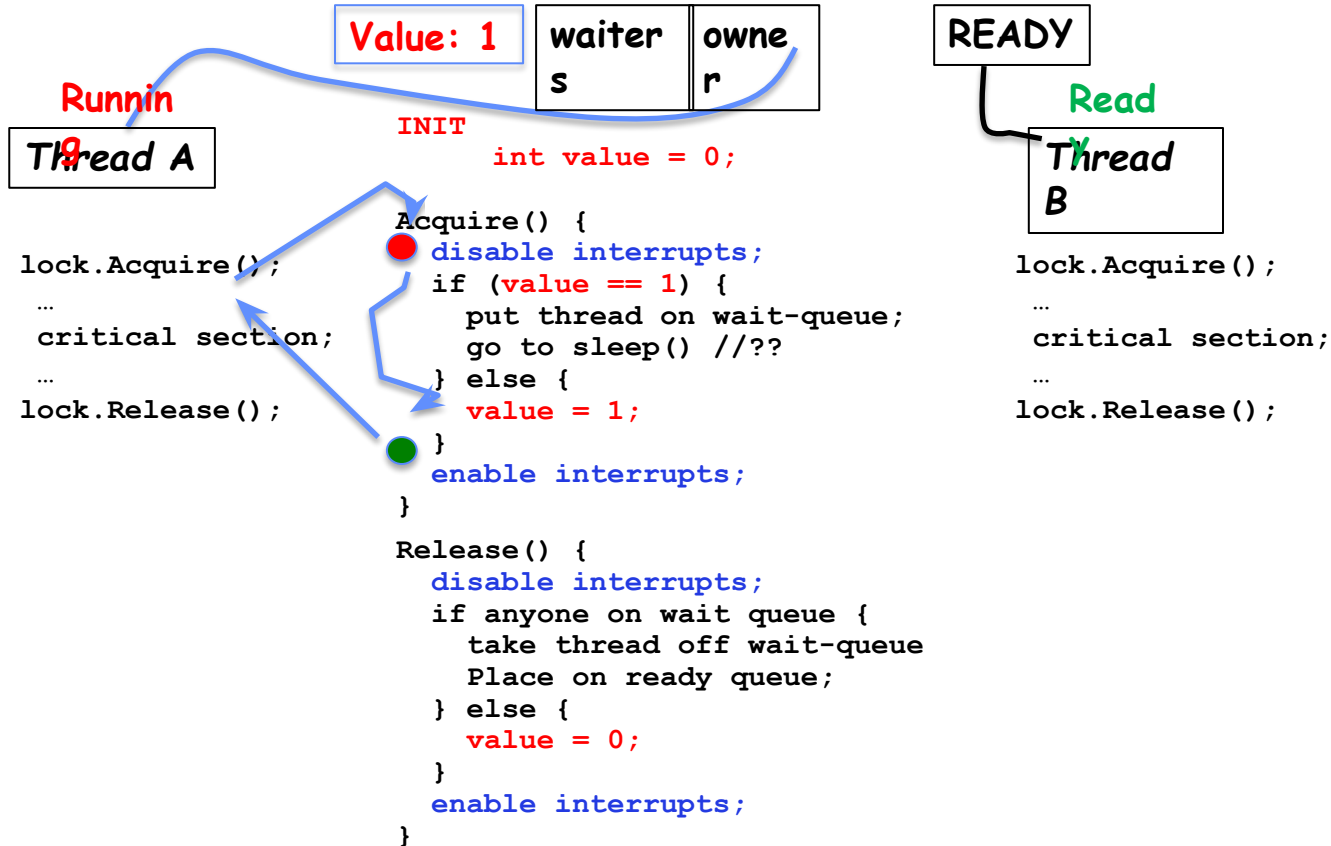 Value: 1
waiter
s
owne
r
READY
Runnin
g
Thread A
Read
y
Thread
B
INIT
int value = 0;
lock.Acquire();
…
critical section;
…
lock.Release();
Acquire() {
disable interrupts;
if (value == 1) {
put thread on wait-queue;
go to sleep() //??
} else {
value = 1;
}
enable interrupts;
}
Release() {
disable interrupts;
if anyone on wait queue {
take thread off wait-queue
Place on ready queue;
} else {
value = 0;
}
enable interrupts;
}
lock.Acquire();
…
critical section;
…
lock.Release();